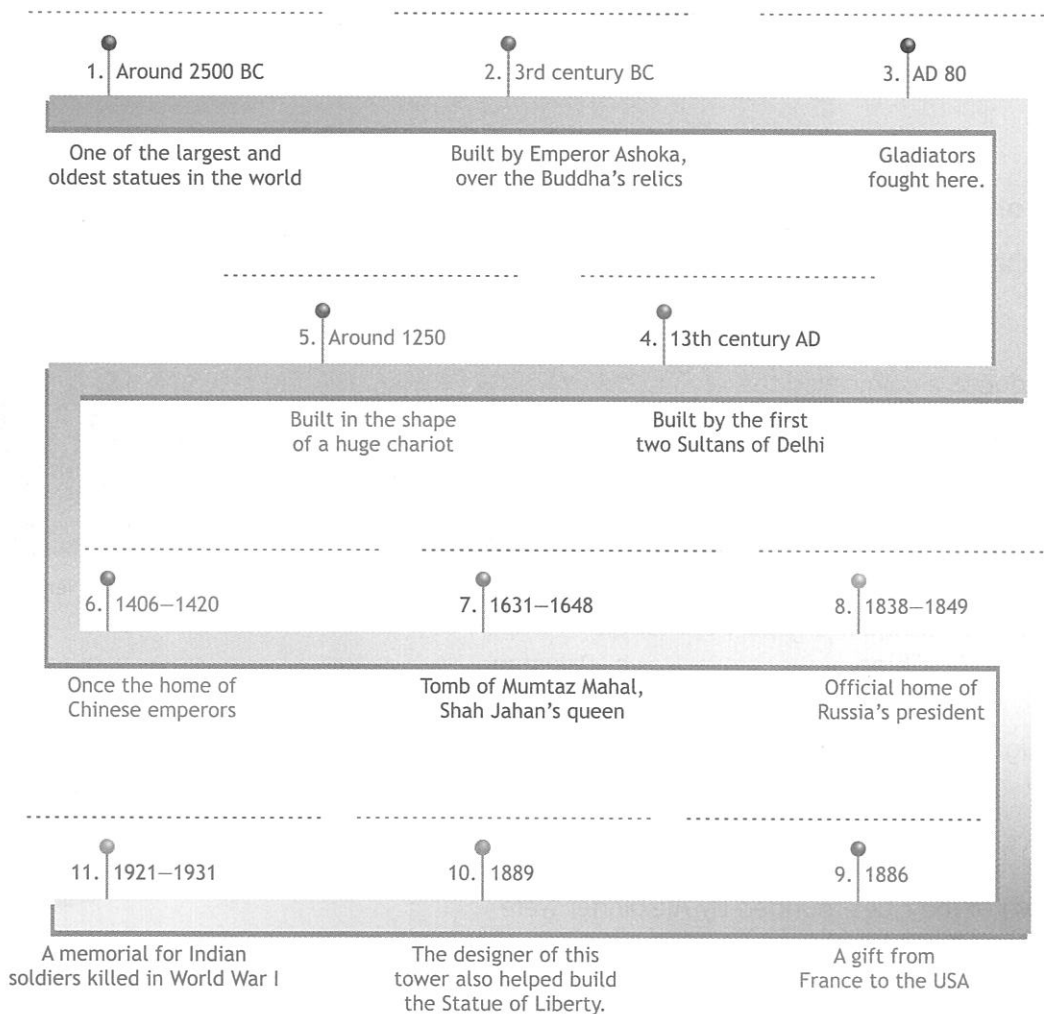 1. Around 2500 BC
One of the largest and
oldest statues in the world
2. 3rd century BC
Built by Emperor Ashoka,
over the Buddha's relics
3. AD 80
Gladiators
fought here.
4. 13th century AD
Built by the first
two Sultans of Delhi
5. Around 1250
Built in the shape
of a huge chariot
6. 1406–1420
Once the home of
Chinese emperors
7. 1631–1648
Tomb of Mumtaz Mahal,
Shah Jahan's queen
8. 1838–1849
Official home of
Russia's president
9. 1886
A gift from
France to the USA
10. 1889
The designer of this
tower also helped build
the Statue of Liberty.
11. 1921–1931
A memorial for Indian
soldiers killed in World War I